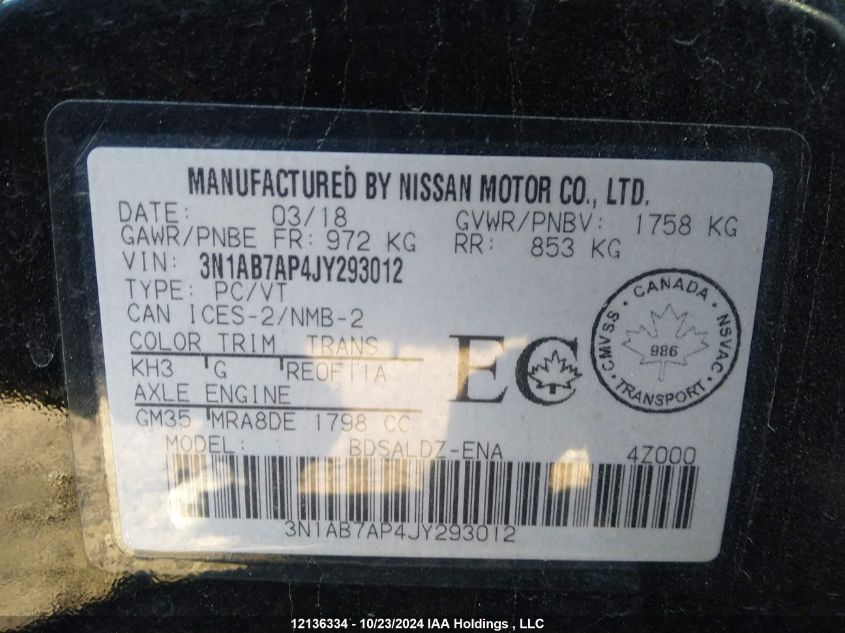 MANUFACTURED BY NISSAN MOTOR CO., LTD.
DATE: 03/18 GVWR/PNBV: 1758 KG
GAWR/PNBE FR: 972 KG RR: 853 KG
VIN: 3N1AB7AP4JY293012
TYPE: PC/VT
CAN ICES-2/NMB-2
COLOR TRIM TRANS
KH3 G RE0F11A
AXLE ENGINE
GM35 MRA8DE 1798 CC
EC
CANADA
CMVSS NSVAC
986
TRANSPORT
MODEL: BDSALDZ-ENA 4Z000
3N1AB7AP4JY293012
12136334 - 10/23/2024 IAA Holdings , LLC